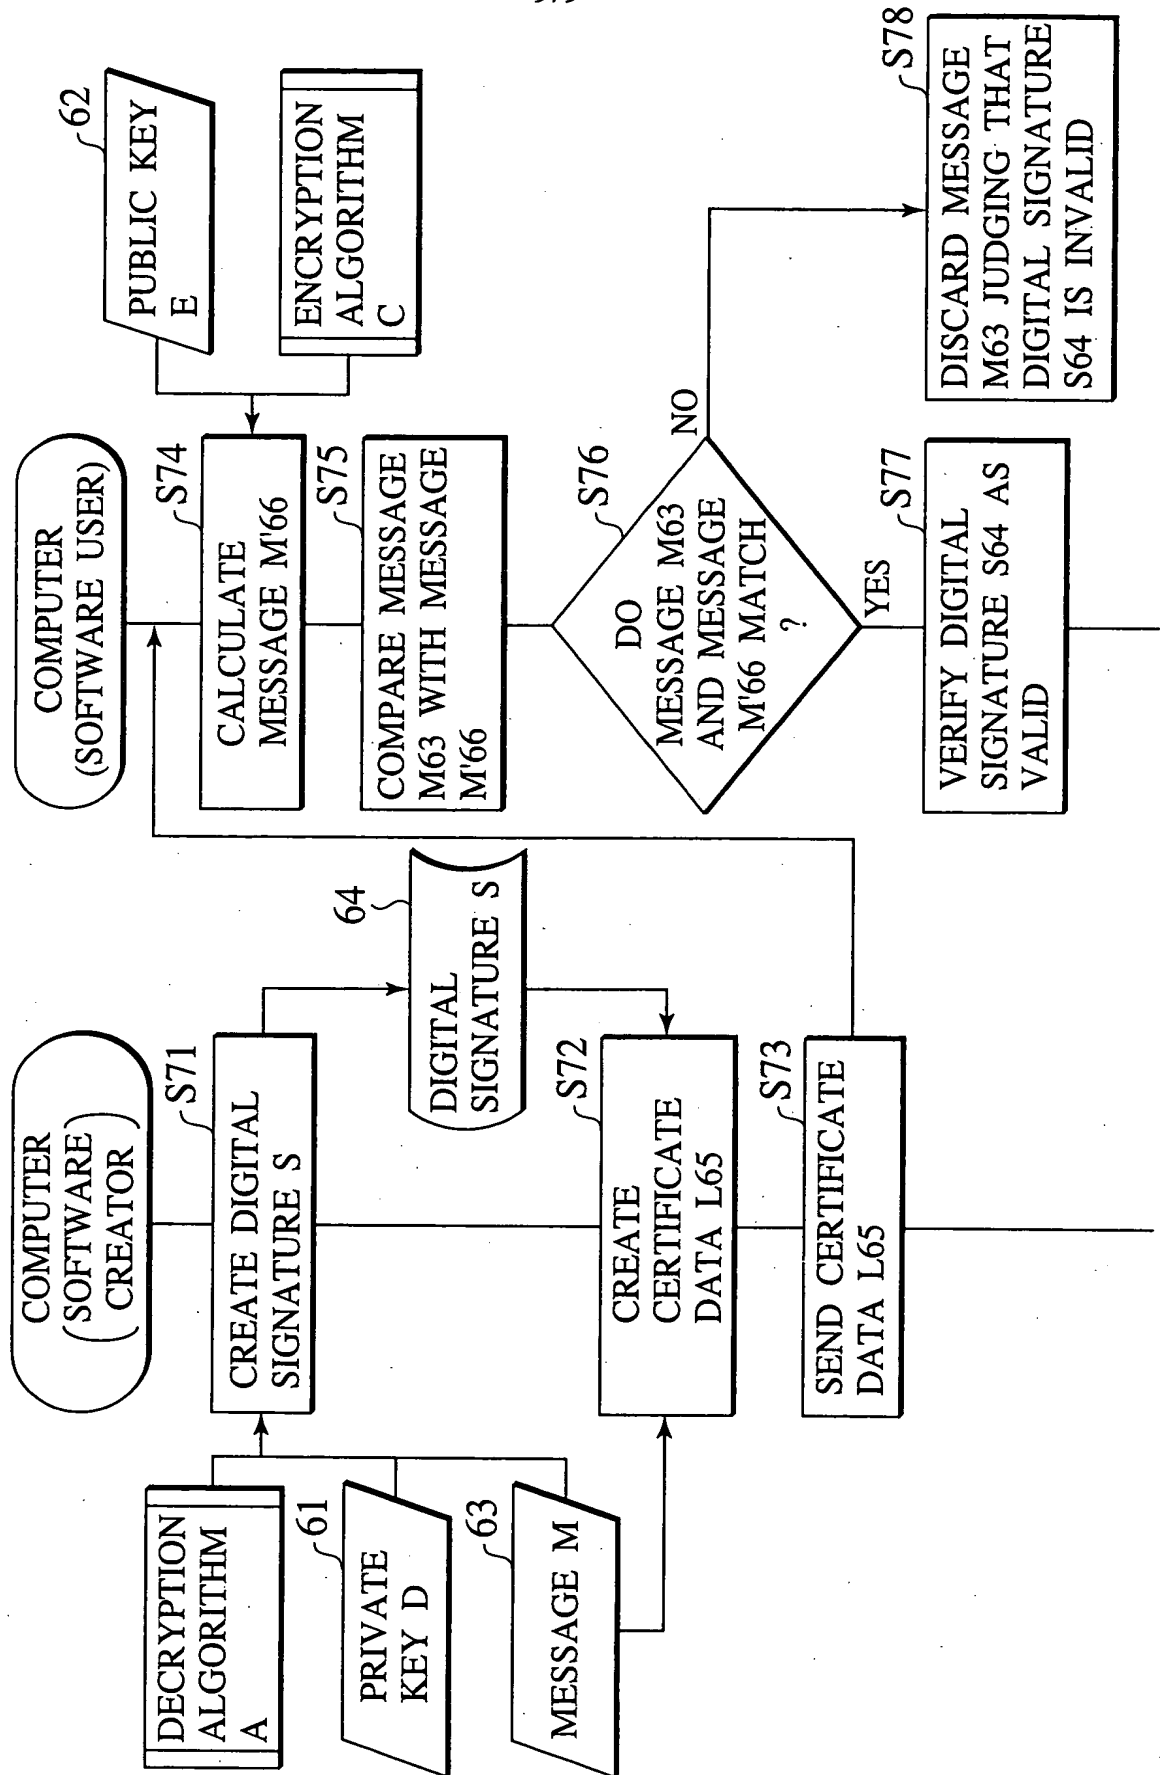 COMPUTER
(SOFTWARE
CREATOR)
DECRYPTION
ALGORITHM
A
61
PRIVATE
KEY D
63
MESSAGE M
S71
CREATE DIGITAL
SIGNATURE S
64
DIGITAL
SIGNATURE S
S72
CREATE
CERTIFICATE
DATA L65
S73
SEND CERTIFICATE
DATA L65
COMPUTER
(SOFTWARE USER)
62
PUBLIC KEY
E
ENCRYPTION
ALGORITHM
C
S74
CALCULATE
MESSAGE M'66
S75
COMPARE MESSAGE
M63 WITH MESSAGE
M'66
S76
DO
MESSAGE M63
AND MESSAGE
M'66 MATCH
?
NO
YES
S77
VERIFY DIGITAL
SIGNATURE S64 AS
VALID
S78
DISCARD MESSAGE
M63 JUDGING THAT
DIGITAL SIGNATURE
S64 IS INVALID